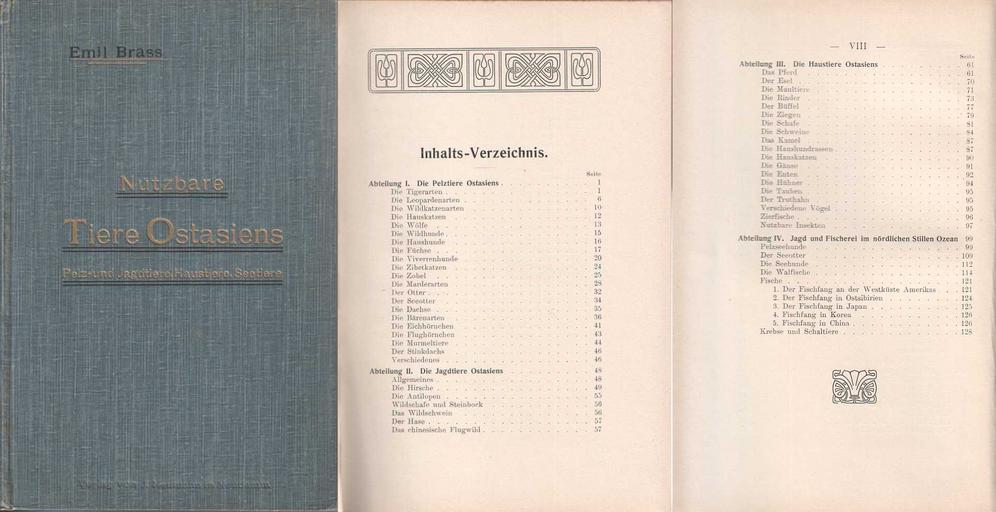 Emil Brass
Nutzbare
Tiere Ostasiens
Pelz-und Jagdtiere, Haustiere, Seetiere
Verlag von J. Neumann in Neudamm.
Inhalts-Verzeichnis.
Seite
Abteilung I. Die Pelztiere Ostasiens . 1
Die Tigerarten . 1
Die Leopardenarten . 6
Die Wildkatzenarten 10
Die Hauskatzen 12
Die Wölfe . 13
Die Wildhunde . 15
Die Haushunde . 16
Die Füchse . 17
Die Viverrenhunde 20
Die Zibetkatzen 24
Die Zobel . 25
Die Marderarten 28
Der Otter . 32
Der Seeotter . 34
Die Dachse . 35
Die Bärenarten . 36
Die Eichhörnchen . 41
Die Flughörnchen . 43
Die Murmeltiere . 44
Der Stinkdachs . 46
Verschiedenes . 46
Abteilung II. Die Jagdtiere Ostasiens 48
Allgemeines . 48
Die Hirsche . 49
Die Antilopen . 55
Wildschafe und Steinbock 56
Das Wildschwein . 56
Der Hase . 57
Das chinesische Flugwild . 57
— VIII —
Seite
Abteilung III. Die Haustiere Ostasiens . 61
Das Pferd . 61
Der Esel . 70
Die Maultiere 71
Die Rinder . 73
Der Büffel . 77
Die Ziegen . 79
Die Schafe . 81
Die Schweine . 84
Das Kamel . 87
Die Haushundrassen . 87
Die Hauskatzen . 90
Die Gänse . 91
Die Enten . 92
Die Hühner . 94
Die Tauben . 95
Der Truthahn . 95
Verschiedene Vögel . 95
Zierfische . 96
Nutzbare Insekten 97
Abteilung IV. Jagd und Fischerei im nördlichen Stillen Ozean 99
Pelzseehunde . 99
Der Seeotter . 109
Die Seehunde . 112
Die Walfische . 114
Fische . 121
1. Der Fischfang an der Westküste Amerikas . 121
2. Der Fischfang in Ostsibirien . 124
3. Der Fischfang in Japan . 125
4. Fischfang in Korea . 126
5. Fischfang in China . 126
Krebse und Schaltiere . 128